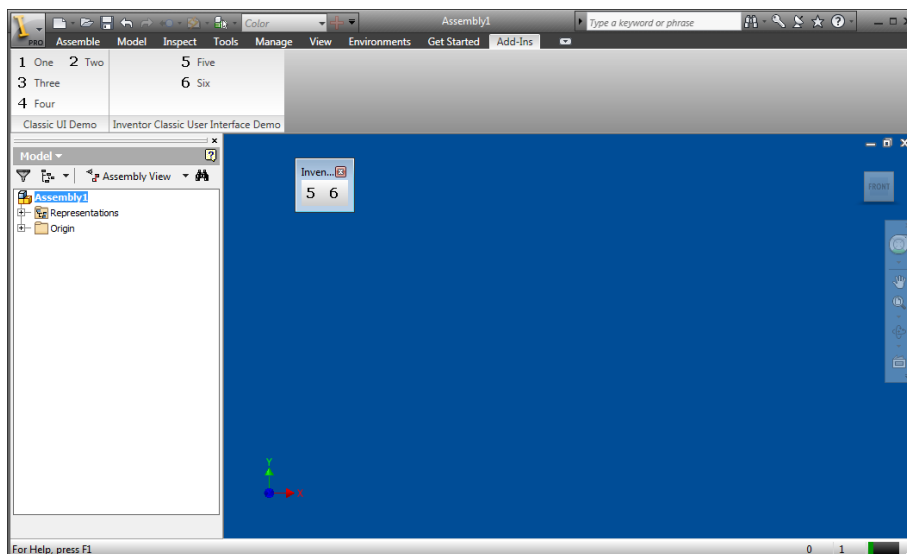 Color
Assembly1
Type a keyword or phrase
PRO Assemble Model Inspect Tools Manage View Environments Get Started Add-Ins
1 One 2 Two
3 Three
4 Four
5 Five
6 Six
Classic UI Demo
Inventor Classic User Interface Demo
Model
Assembly View
Assembly1
Representations
Origin
Inven...
5 6
FRONT
Y
X
For Help, press F1
0 1